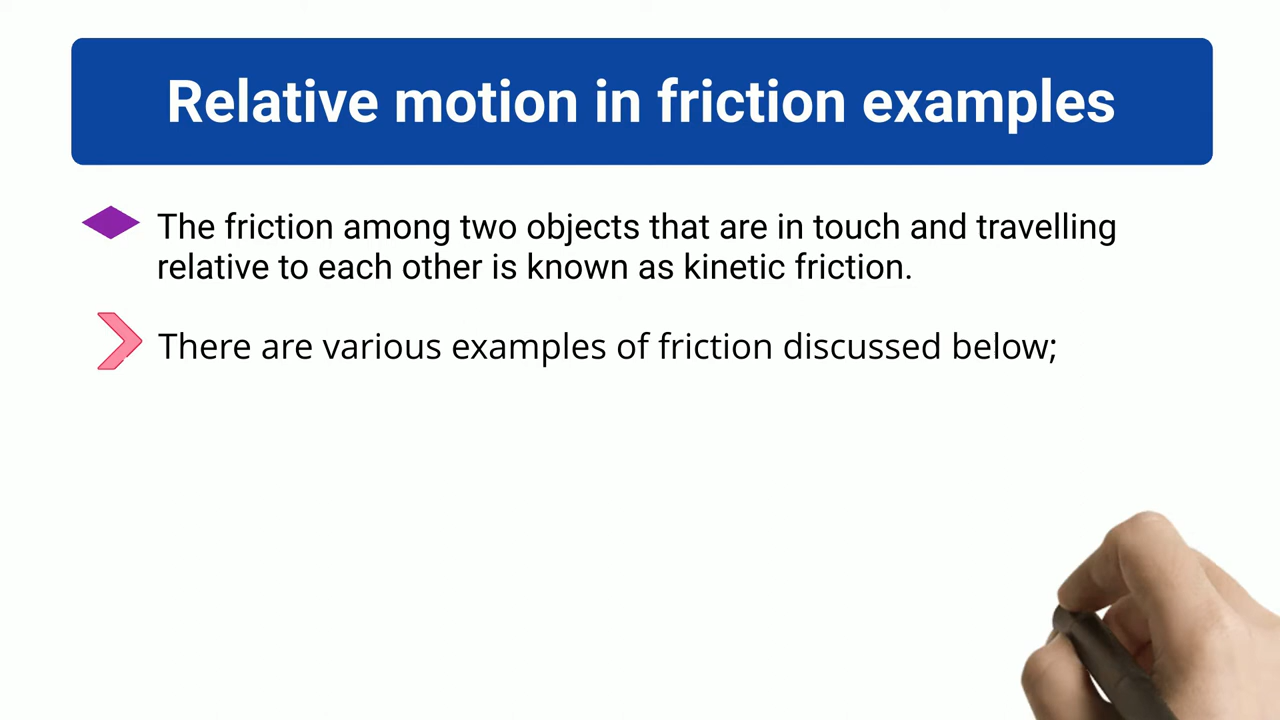 Relative motion in friction examples
The friction among two objects that are in touch and travelling
relative to each other is known as kinetic friction.
There are various examples of friction discussed below;